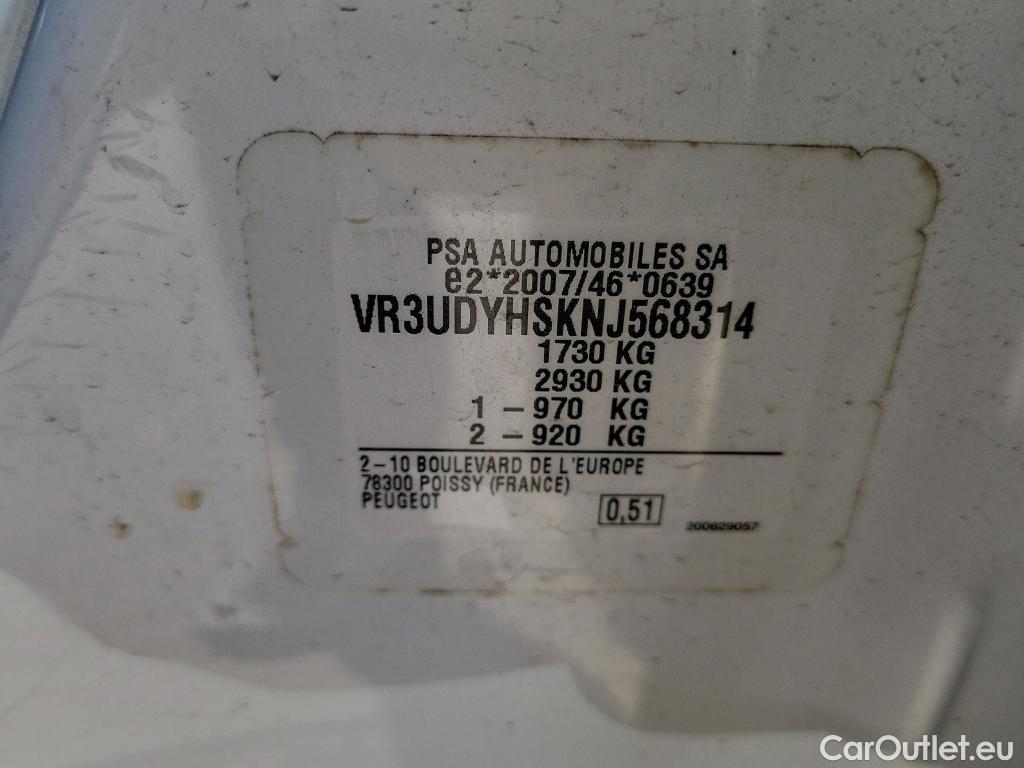 PSA AUTOMOBILES SA
e2*2007/46*0639
VR3UDYHSKNJ568314
1730 KG
2930 KG
1 – 970 KG
2 – 920 KG
2–10 BOULEVARD DE L'EUROPE
78300 POISSY (FRANCE)
PEUGEOT
0,51
200629057
CarOutlet.eu